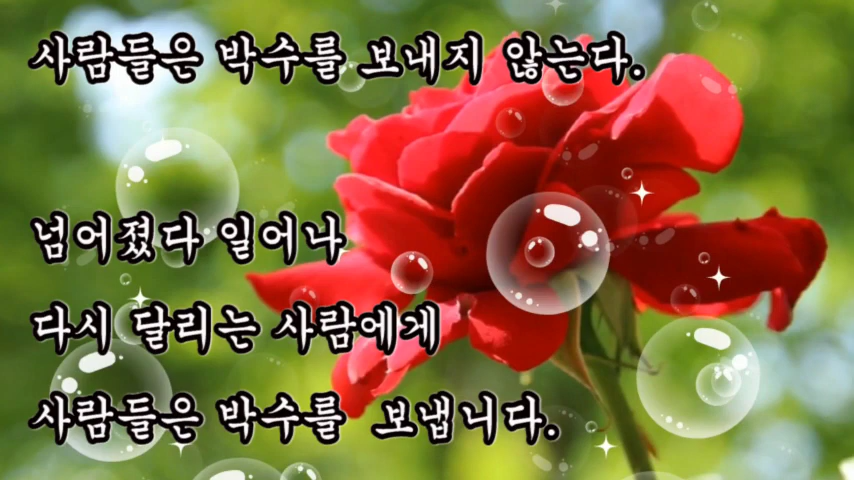 사람들은 박수를 보내지 않는다.
넘어졌다 일어나
다시 달리는 사람에게
사람들은 박수를 보냅니다.